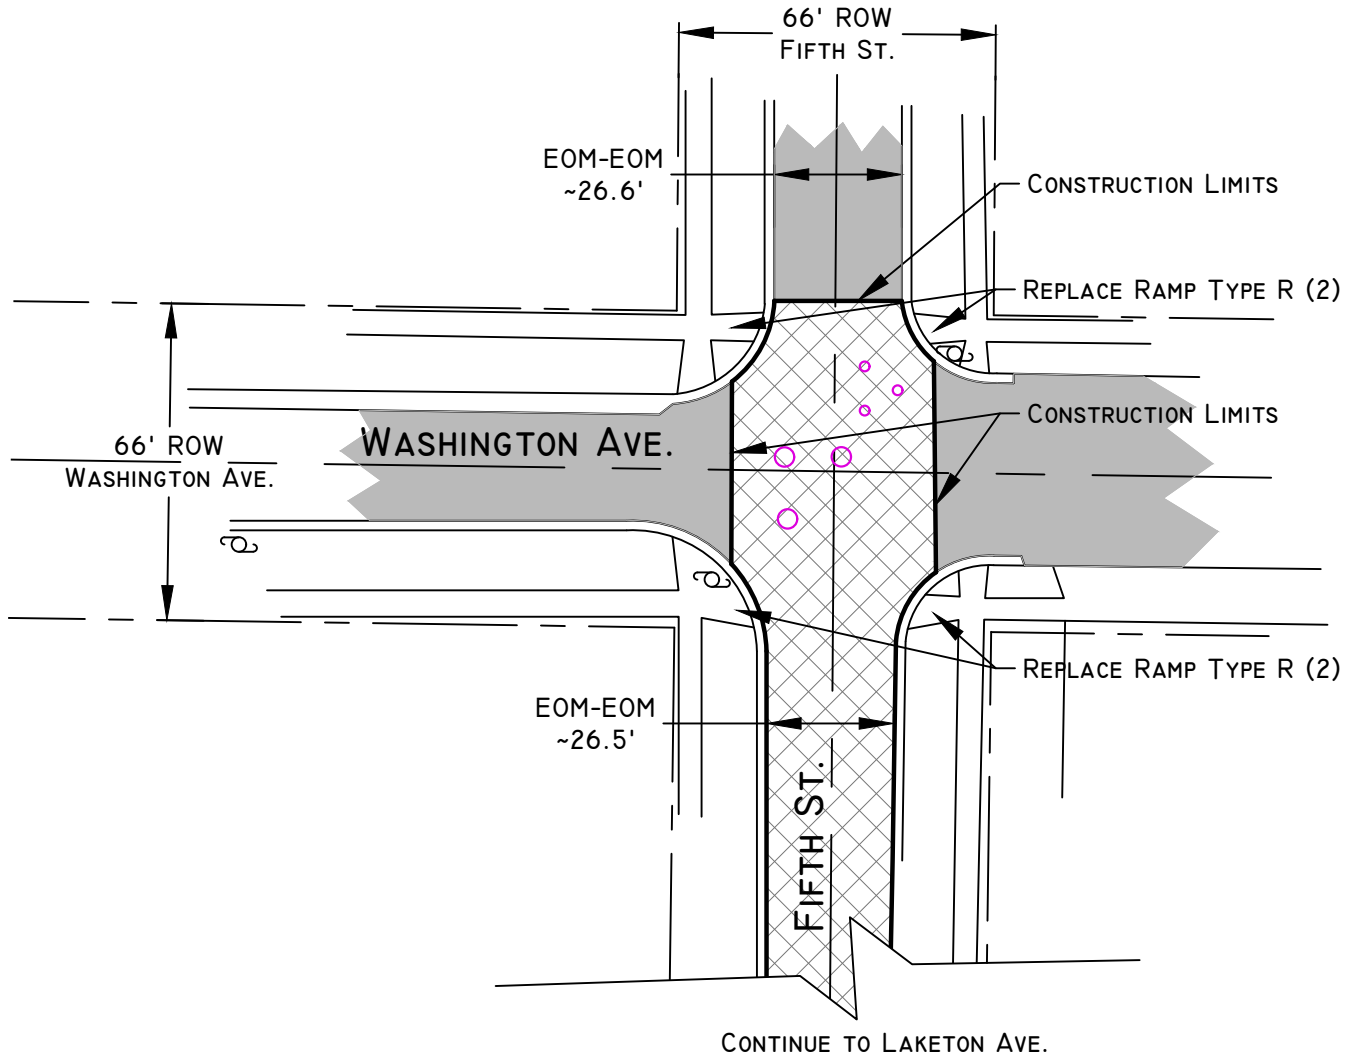 66' ROW
Fifth St.
EOM-EOM
~26.6'
Construction Limits
Replace Ramp Type R (2)
Construction Limits
Washington Ave.
66' ROW
Washington Ave.
Replace Ramp Type R (2)
EOM-EOM
~26.5'
Fifth St.
Continue to Laketon Ave.